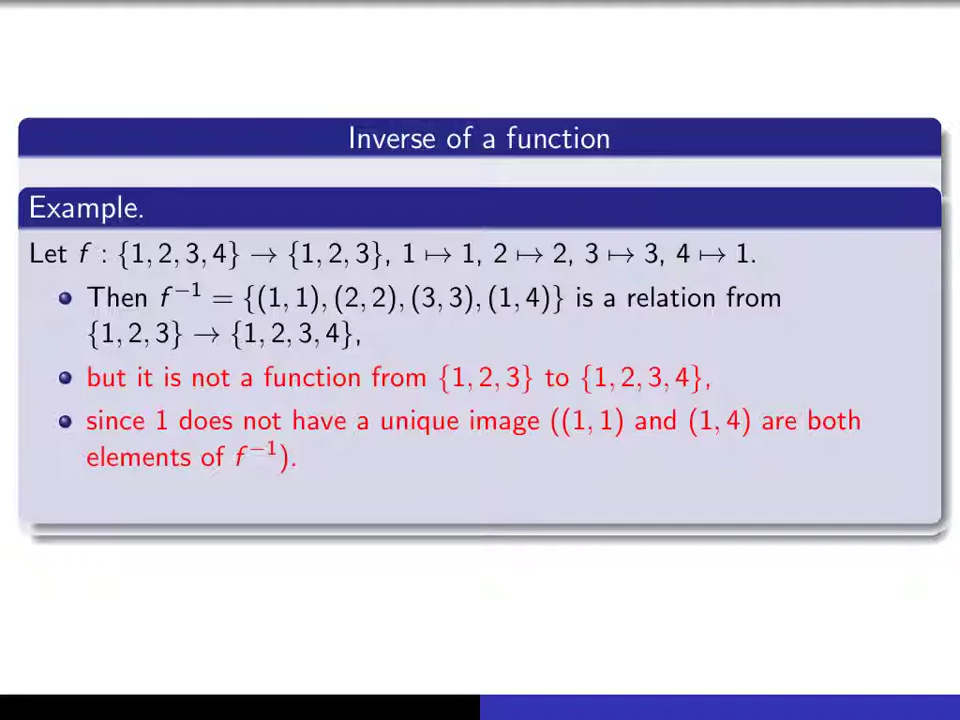 Inverse of a function
Example.
Let f : {1, 2, 3, 4} → {1, 2, 3}, 1 ↦ 1, 2 ↦ 2, 3 ↦ 3, 4 ↦ 1.
Then f⁻¹ = {(1, 1), (2, 2), (3, 3), (1, 4)} is a relation from
{1, 2, 3} → {1, 2, 3, 4},
but it is not a function from {1, 2, 3} to {1, 2, 3, 4},
since 1 does not have a unique image ((1, 1) and (1, 4) are both
elements of f⁻¹).